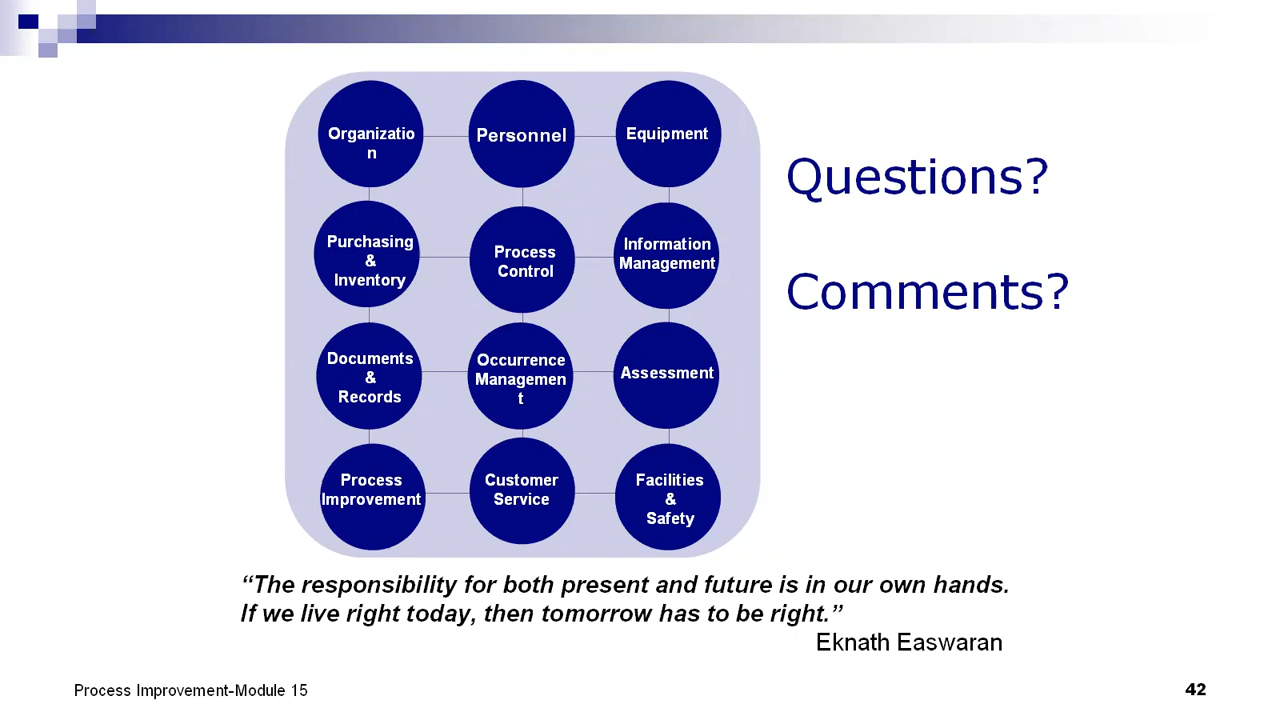 Organizatio
n
Personnel
Equipment
Purchasing
&
Inventory
Process
Control
Information
Management
Documents
&
Records
Occurrence
Managemen
t
Assessment
Process
Improvement
Customer
Service
Facilities
&
Safety
Questions?
Comments?
“The responsibility for both present and future is in our own hands.
If we live right today, then tomorrow has to be right.”
Eknath Easwaran
Process Improvement-Module 15
42